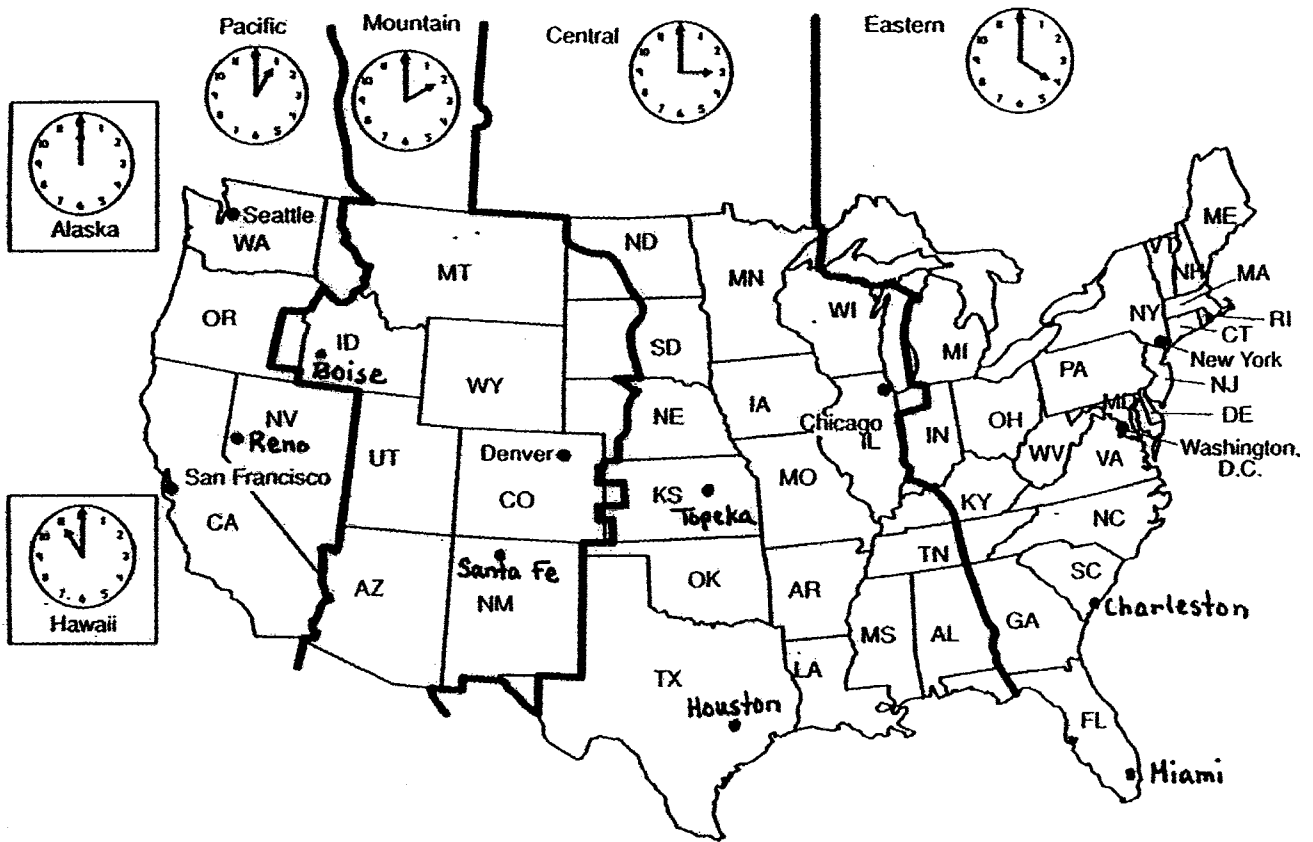 Pacific
Mountain
Central
Eastern
Alaska
Hawaii
Seattle
WA
OR
MT
ID
Boise
WY
ND
SD
MN
WI
MI
ME
VT
NH
MA
NY
RI
CT
New York
PA
NJ
MD
DE
Washington,
D.C.
NV
Reno
San Francisco
CA
UT
Denver
CO
NE
KS
Topeka
IA
Chicago
IL
IN
OH
WV
VA
MO
KY
NC
TN
SC
Charleston
AZ
Santa Fe
NM
OK
AR
MS
AL
GA
TX
Houston
LA
FL
Miami